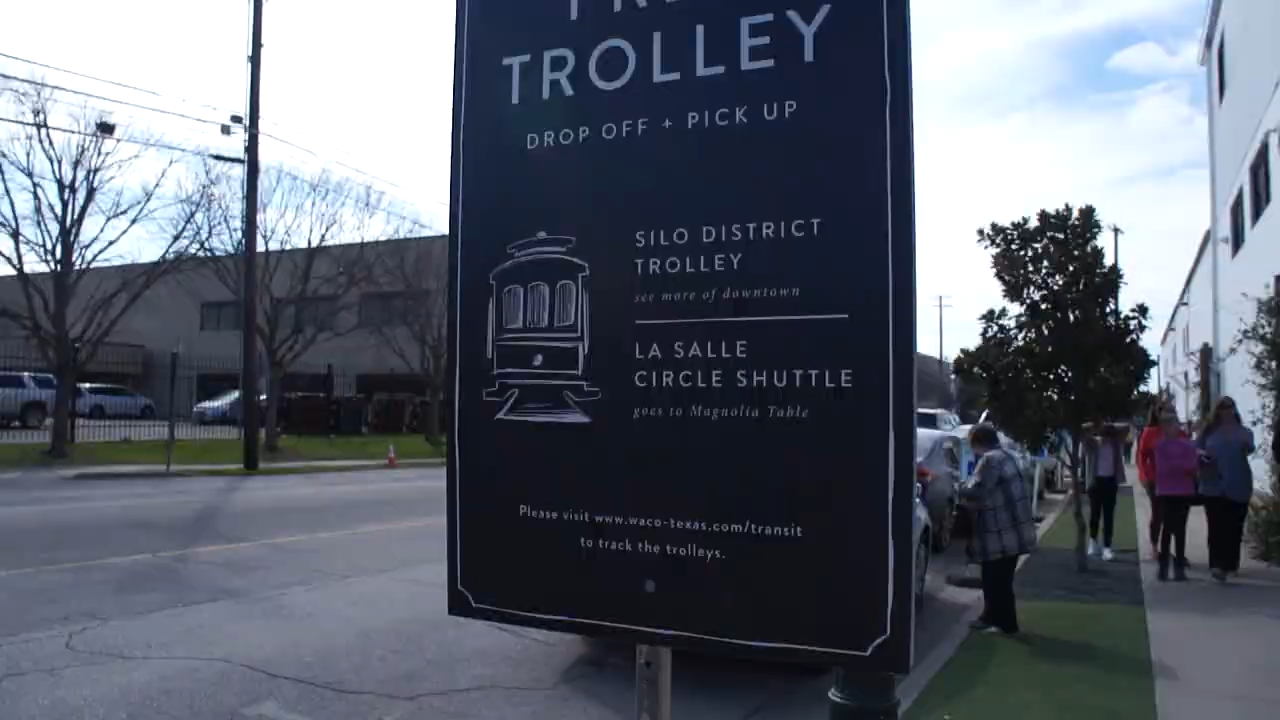 TROLLEY
DROP OFF + PICK UP
SILO DISTRICT
TROLLEY
see more of downtown
LA SALLE
CIRCLE SHUTTLE
goes to Magnolia Table
Please visit www.waco-texas.com/transit
to track the trolleys.